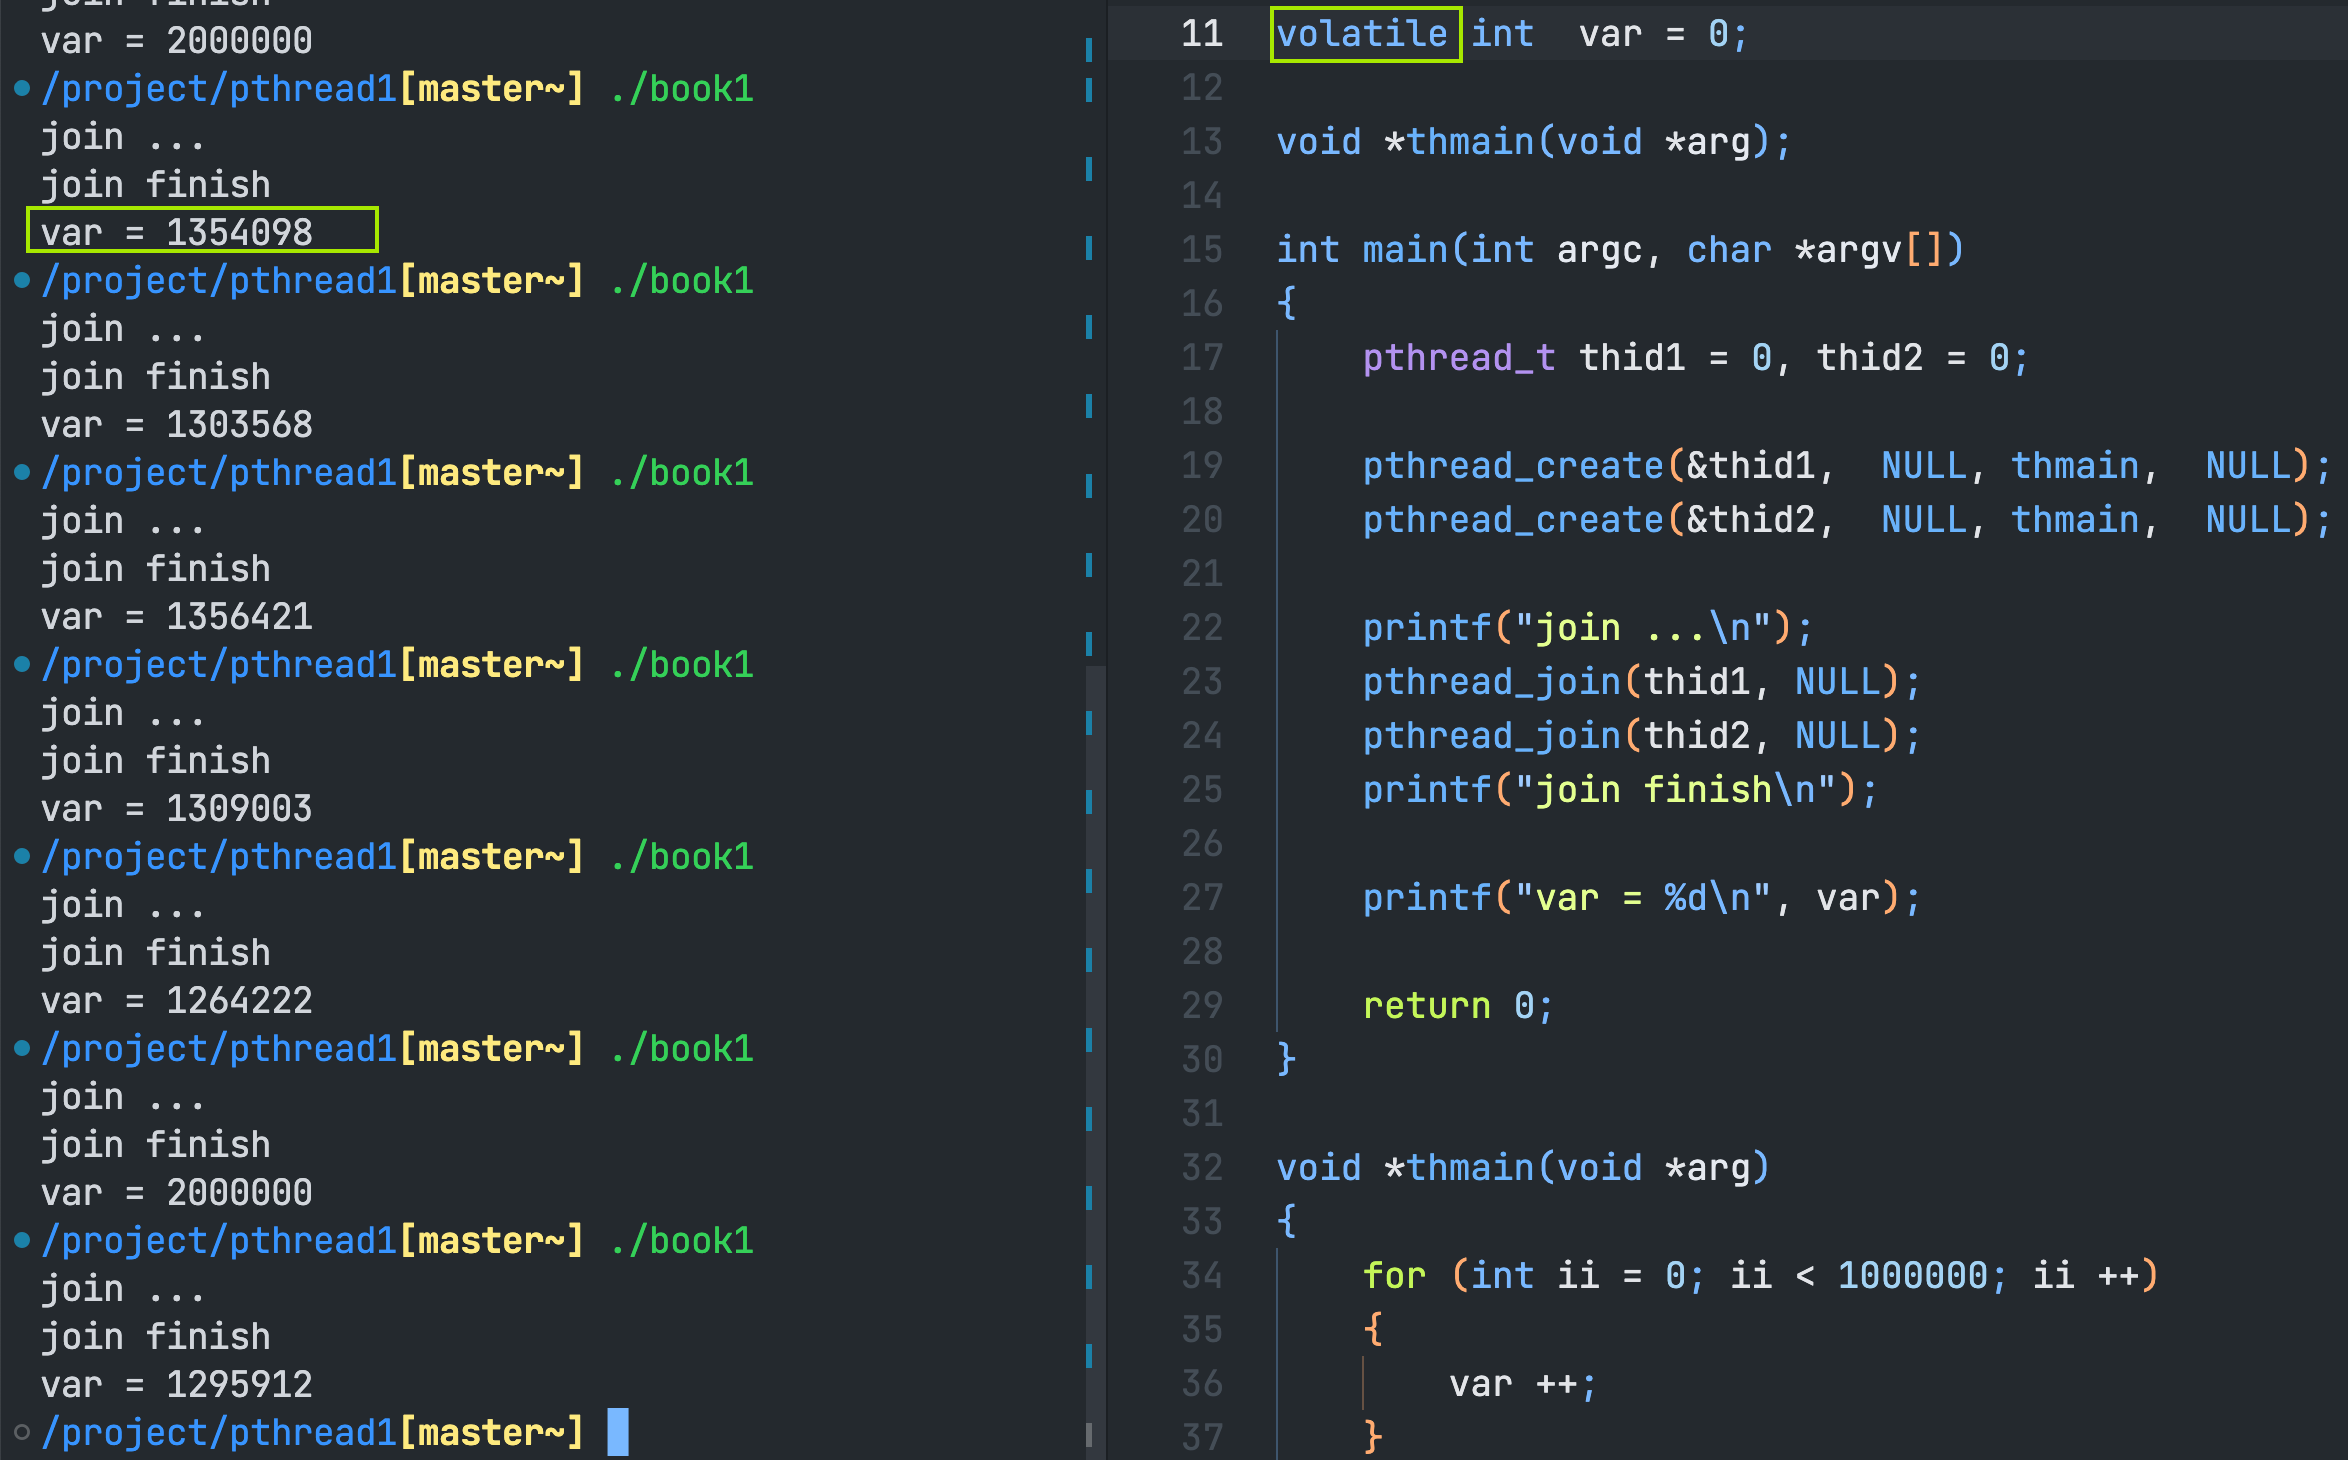 join finish
var = 2000000
/project/pthread1[master~] ./book1
join ...
join finish
var = 1354098
/project/pthread1[master~] ./book1
join ...
join finish
var = 1303568
/project/pthread1[master~] ./book1
join ...
join finish
var = 1356421
/project/pthread1[master~] ./book1
join ...
join finish
var = 1309003
/project/pthread1[master~] ./book1
join ...
join finish
var = 1264222
/project/pthread1[master~] ./book1
join ...
join finish
var = 2000000
/project/pthread1[master~] ./book1
join ...
join finish
var = 1295912
/project/pthread1[master~]
11 volatile int  var = 0;
12
13 void *thmain(void *arg);
14
15 int main(int argc, char *argv[])
16 {
17     pthread_t thid1 = 0, thid2 = 0;
18
19     pthread_create(&thid1,  NULL, thmain,  NULL);
20     pthread_create(&thid2,  NULL, thmain,  NULL);
21
22     printf("join ...\n");
23     pthread_join(thid1, NULL);
24     pthread_join(thid2, NULL);
25     printf("join finish\n");
26
27     printf("var = %d\n", var);
28
29     return 0;
30 }
31
32 void *thmain(void *arg)
33 {
34     for (int ii = 0; ii < 1000000; ii ++)
35     {
36         var ++;
37     }